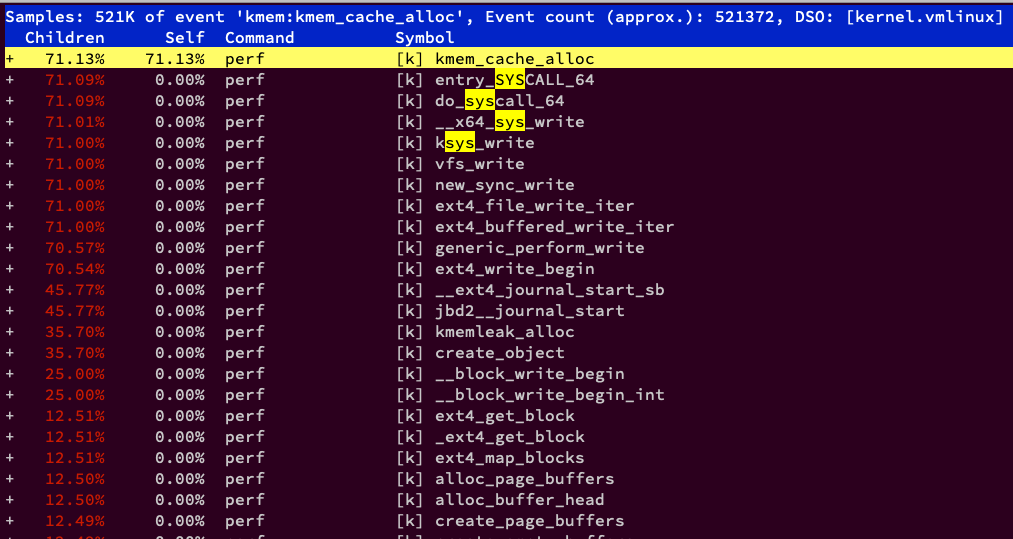 Samples: 521K of event 'kmem:kmem_cache_alloc', Event count (approx.): 521372, DSO: [kernel.vmlinux]
Children Self Command Symbol
+ 71.13% 71.13% perf [k] kmem_cache_alloc
+ 71.09% 0.00% perf [k] entry_SYSCALL_64
+ 71.09% 0.00% perf [k] do_syscall_64
+ 71.01% 0.00% perf [k] __x64_sys_write
+ 71.00% 0.00% perf [k] ksys_write
+ 71.00% 0.00% perf [k] vfs_write
+ 71.00% 0.00% perf [k] new_sync_write
+ 71.00% 0.00% perf [k] ext4_file_write_iter
+ 71.00% 0.00% perf [k] ext4_buffered_write_iter
+ 70.57% 0.00% perf [k] generic_perform_write
+ 70.54% 0.00% perf [k] ext4_write_begin
+ 45.77% 0.00% perf [k] __ext4_journal_start_sb
+ 45.77% 0.00% perf [k] jbd2__journal_start
+ 35.70% 0.00% perf [k] kmemleak_alloc
+ 35.70% 0.00% perf [k] create_object
+ 25.00% 0.00% perf [k] __block_write_begin
+ 25.00% 0.00% perf [k] __block_write_begin_int
+ 12.51% 0.00% perf [k] ext4_get_block
+ 12.51% 0.00% perf [k] _ext4_get_block
+ 12.51% 0.00% perf [k] ext4_map_blocks
+ 12.50% 0.00% perf [k] alloc_page_buffers
+ 12.50% 0.00% perf [k] alloc_buffer_head
+ 12.49% 0.00% perf [k] create_page_buffers